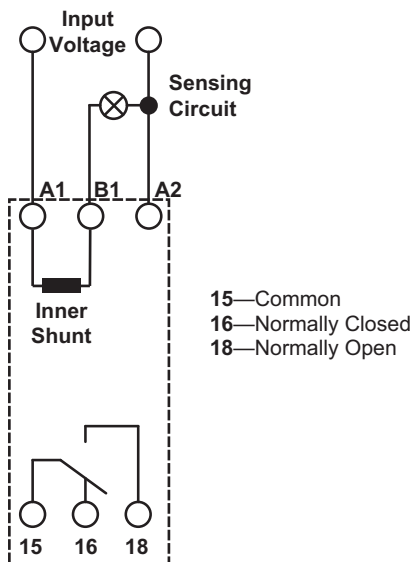 Input
Voltage
Sensing
Circuit
A1 B1 A2
Inner
Shunt
15—Common
16—Normally Closed
18—Normally Open
15 16 18